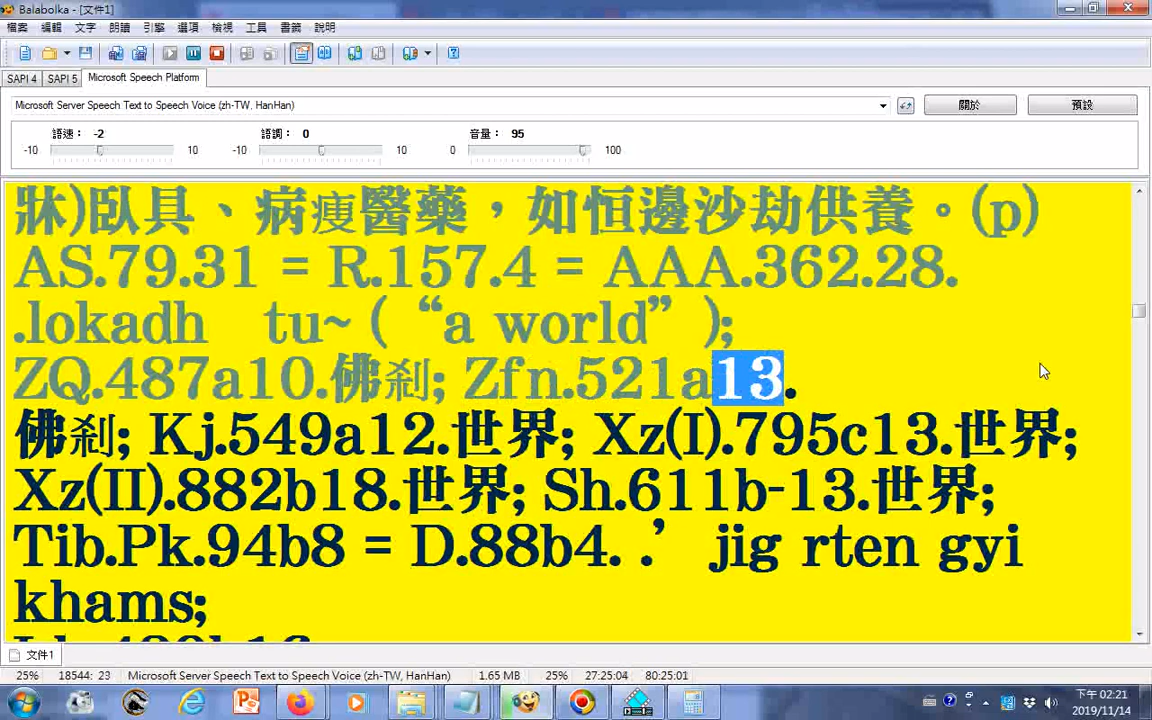 Balabolka - [文件1]
檔案 編輯 文字 朗讀 引擎 選項 檢視 工具 書籤 說明
SAPI 4 SAPI 5 Microsoft Speech Platform
Microsoft Server Speech Text to Speech Voice (zh-TW, HanHan) 關於 預設
語速: -2 語調: 0 音量: 95
-10 10 -10 10 0 100
牀)臥具、病瘦醫藥，如恒邊沙劫供養。(p)
AS.79.31 = R.157.4 = AAA.362.28.
.lokadh tu~ ( “a world” );
ZQ.487a10.佛剎; Zfn.521a13.
佛剎; Kj.549a12.世界; Xz(I).795c13.世界;
Xz(II).882b18.世界; Sh.611b-13.世界;
Tib.Pk.94b8 = D.88b4. .’ jig rten gyi
khams;
文件1
25% 18544: 23 Microsoft Server Speech Text to Speech Voice (zh-TW, HanHan) 1.65 MB 25% 27:25:04 80:25:01
下午 02:21
2019/11/14